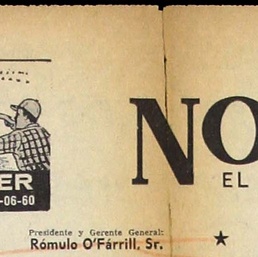 ER
-06-60
NO
EL
Presidente y Gerente General:
Rómulo O'Fárrill, Sr.